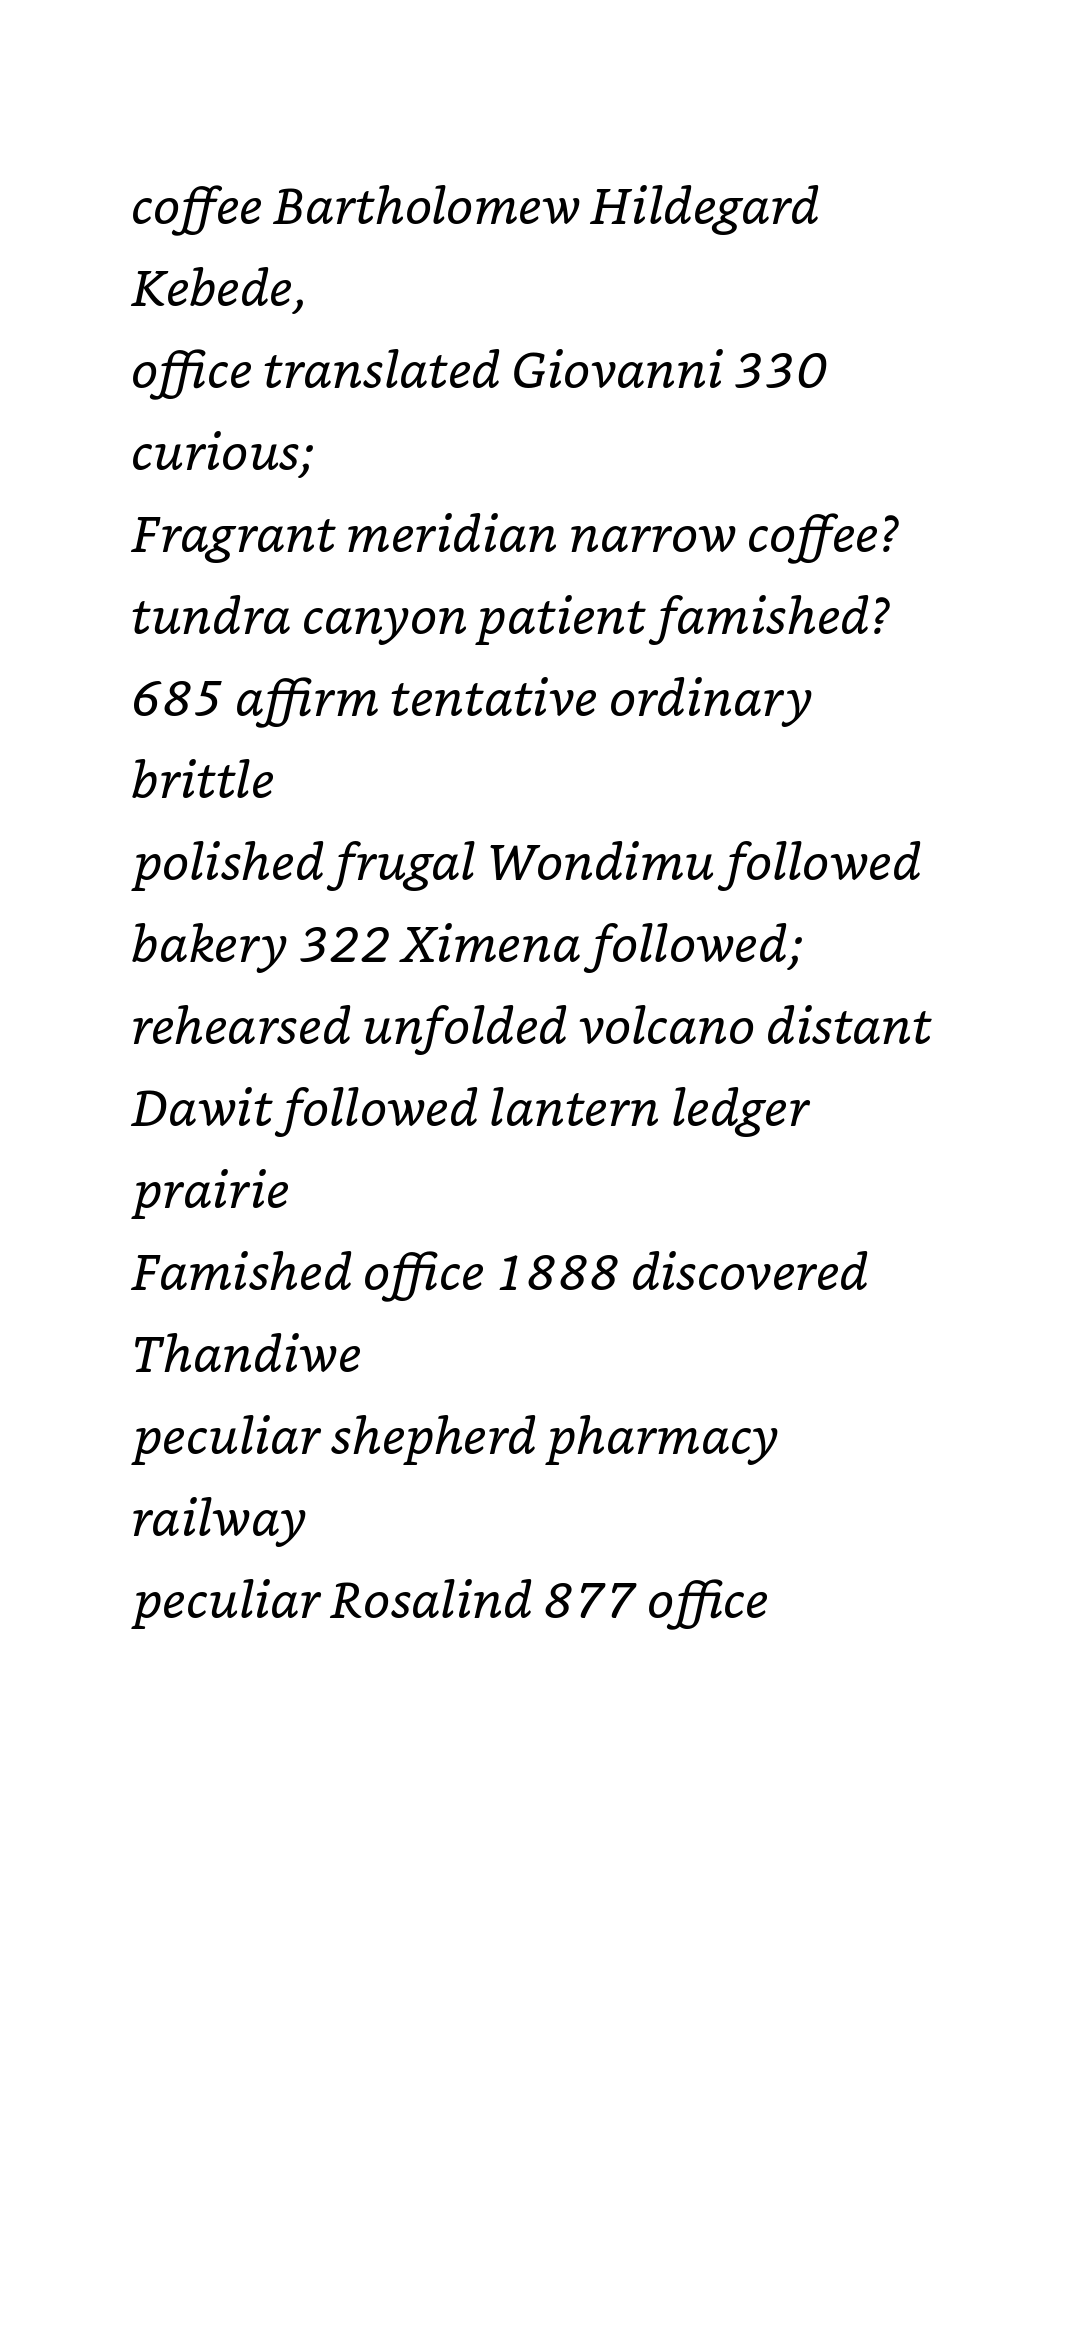 coffee Bartholomew Hildegard
Kebede,
office translated Giovanni 330
curious;
Fragrant meridian narrow coffee?
tundra canyon patient famished?
685 affirm tentative ordinary
brittle
polished frugal Wondimu followed
bakery 322 Ximena followed;
rehearsed unfolded volcano distant
Dawit followed lantern ledger
prairie
Famished office 1888 discovered
Thandiwe
peculiar shepherd pharmacy
railway
peculiar Rosalind 877 office